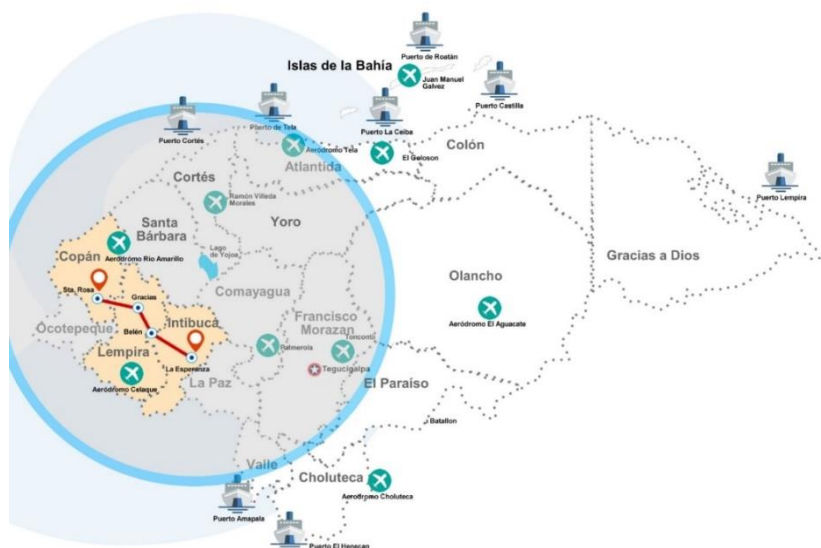 Puerto de Roatán
Islas de la Bahía
Juan Manuel
Galvez
Puerto Castilla
Puerto de Tela
Puerto La Ceiba
Puerto Cortés
Aeródromo Tela
El Goloson
Colón
Atlantida
Cortés
Ramón Villeda
Morales
Puerto Lempira
Santa
Bárbara
Yoro
Lago
de Yojoa
Copán
Aeródromo Río Amarillo
Gracias a Dios
Olancho
Sta. Rosa
Gracias
Comayagua
Ocotepeque
Belén
Intibucá
Francisco
Morazan
Aeródromo El Aguacate
Toncontín
Palmerola
Lempira
La Esperanza
Tegucigalpa
Aeródromo Celaque
La Paz
El Paraíso
Batallon
Valle
Choluteca
Aerodromo Choluteca
Puerto Amapala
Puerto El Henecan